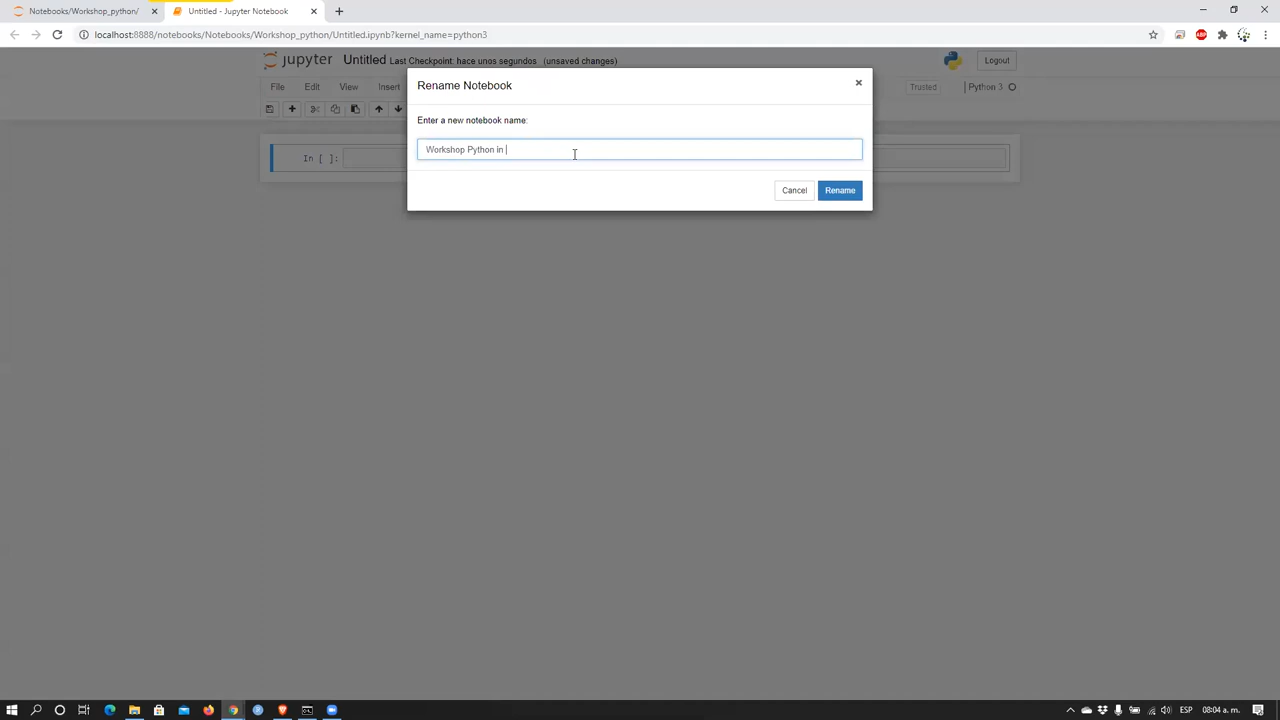 Notebooks/Workshop_python/
Untitled - Jupyter Notebook
localhost:8888/notebooks/Notebooks/Workshop_python/Untitled.ipynb?kernel_name=python3
ABP
jupyter Untitled Last Checkpoint: hace unos segundos (unsaved changes)
Logout
File Edit View Insert
Trusted
Python 3
Rename Notebook
Enter a new notebook name:
Workshop Python in
Cancel Rename
In [ ]:
ESP 08:04 a. m.